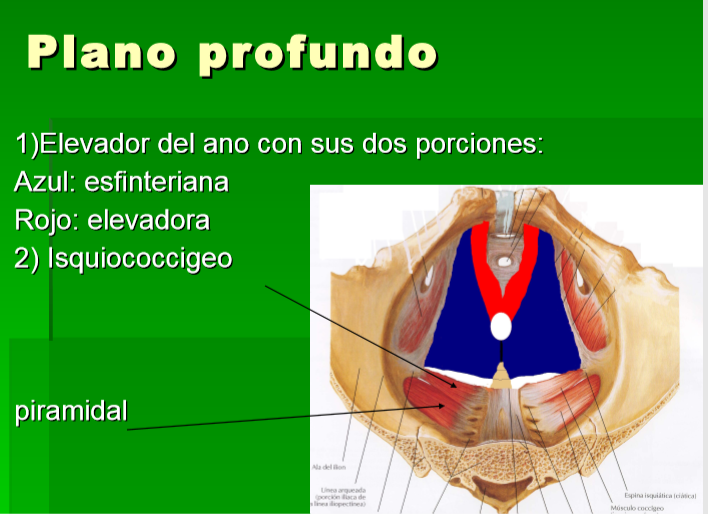 Plano profundo
1)Elevador del ano con sus dos porciones:
Azul: esfinteriana
Rojo: elevadora
2) Isquiococcigeo
piramidal
Ala del ilion
Línea arqueada
(porción ilíaca de
la línea iliopectínea)
Espina isquiática (ciática)
Músculo coccígeo